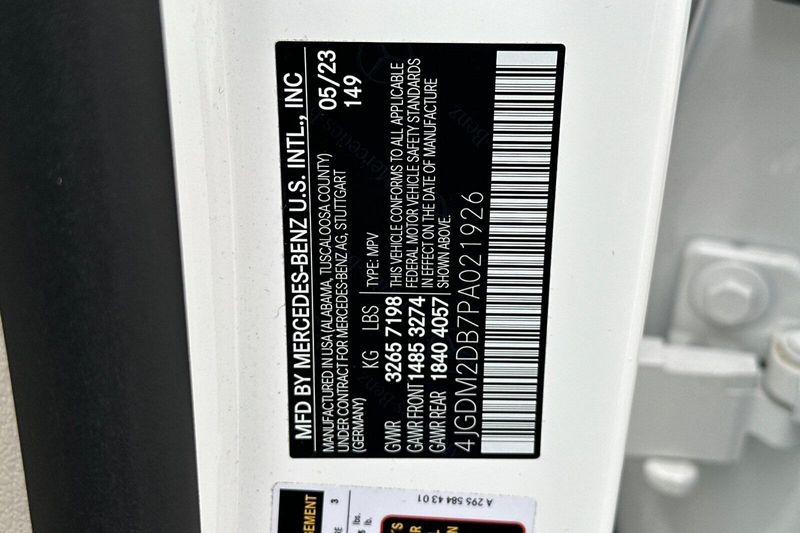 MFD BY MERCEDES-BENZ U.S. INTL., INC
MANUFACTURED IN USA (ALABAMA, TUSCALOOSA COUNTY)
UNDER CONTRACT FOR MERCEDES-BENZ AG, STUTTGART
(GERMANY)
05/23
149
KG LBS
TYPE: MPV
GVWR 3265 7198
GAWR FRONT 1485 3274
GAWR REAR 1840 4057
THIS VEHICLE CONFORMS TO ALL APPLICABLE
FEDERAL MOTOR VEHICLE SAFETY STANDARDS
IN EFFECT ON THE DATE OF MANUFACTURE
SHOWN ABOVE.
4JGDM2DB7PA021926
A 295 584 43 01
3
lbs.
lb.